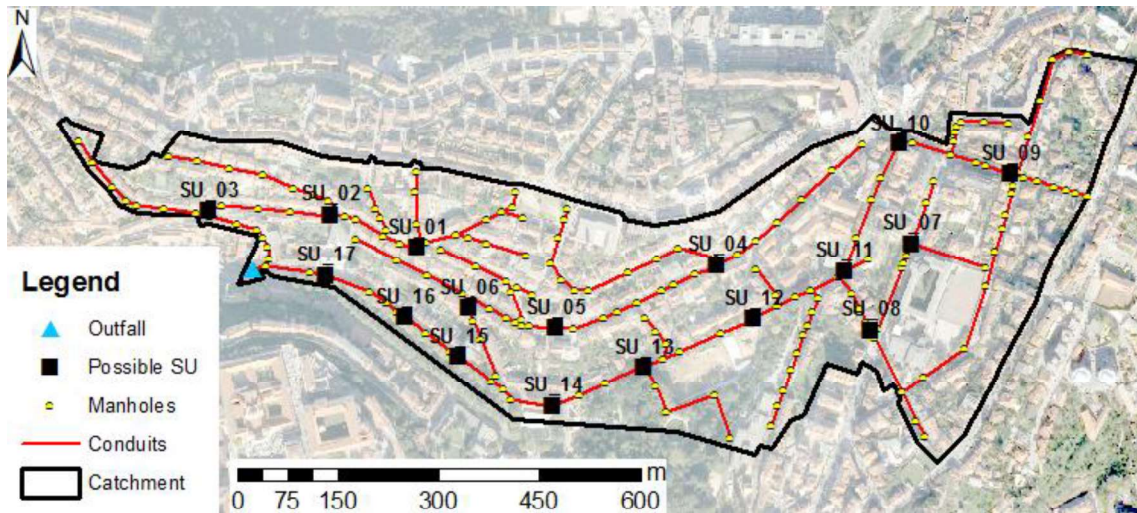 N
SU_10
SU_09
SU_03
SU_02
SU_01
SU_07
SU_04
SU_11
SU_17
SU_06
SU_16
SU_05
SU_12
SU_08
SU_15
SU_13
SU_14
Legend
Outfall
Possible SU
Manholes
Conduits
Catchment
m
0 75 150 300 450 600